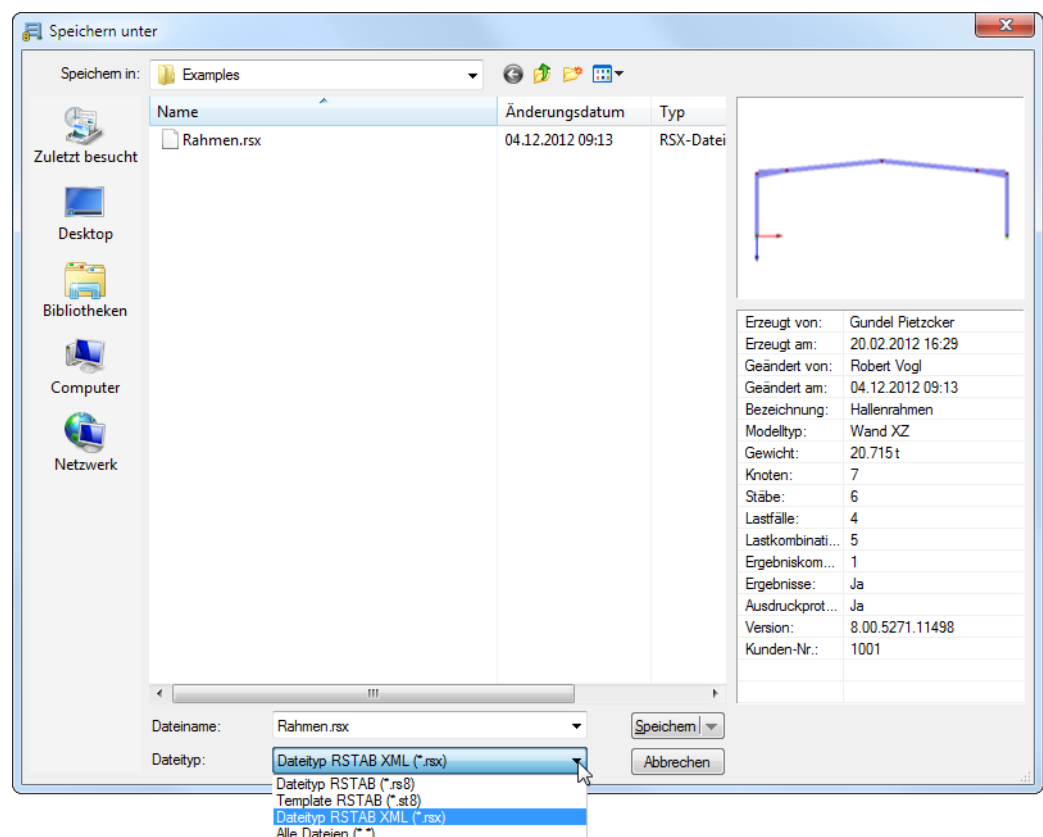 Speichern unter
Speichern in:
Examples
Name
Änderungsdatum
Typ
Rahmen.rsx
04.12.2012 09:13
RSX-Datei
Zuletzt besucht
Desktop
Bibliotheken
Computer
Netzwerk
Erzeugt von: Gundel Pietzcker
Erzeugt am: 20.02.2012 16:29
Geändert von: Robert Vogl
Geändert am: 04.12.2012 09:13
Bezeichnung: Hallenrahmen
Modelltyp: Wand XZ
Gewicht: 20.715 t
Knoten: 7
Stäbe: 6
Lastfälle: 4
Lastkombinati... 5
Ergebniskom... 1
Ergebnisse: Ja
Ausdruckprot... Ja
Version: 8.00.5271.11498
Kunden-Nr.: 1001
Dateiname: Rahmen.rsx
Speichern
Dateityp: Dateityp RSTAB XML (*.rsx)
Abbrechen
Dateityp RSTAB (*.rs8)
Template RSTAB (*.st8)
Dateityp RSTAB XML (*.rsx)
Alle Dateien (*.*)